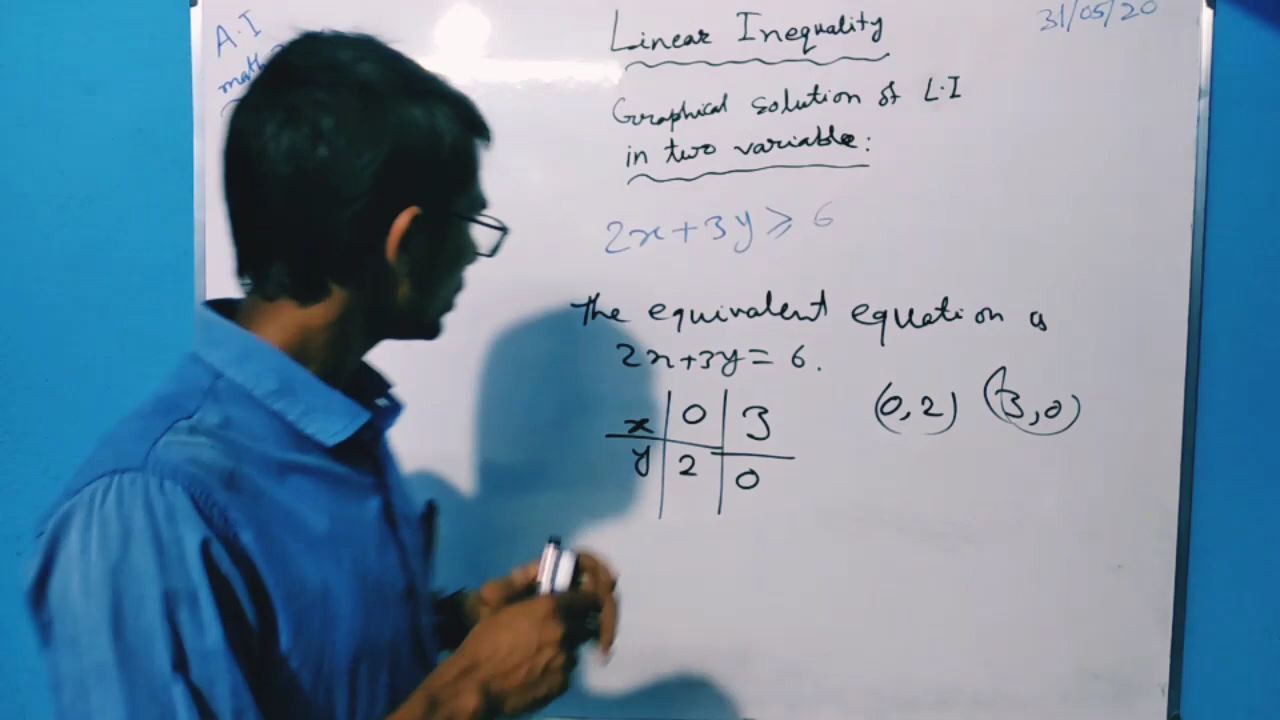 A.I
math
Linear Inequality
31/05/20
Graphical solution of L.I
in two variable:
2x+3y ≥ 6
The equivalent equation is
2x+3y = 6.
(0,2) (3,0)
x 0 3
y 2 0